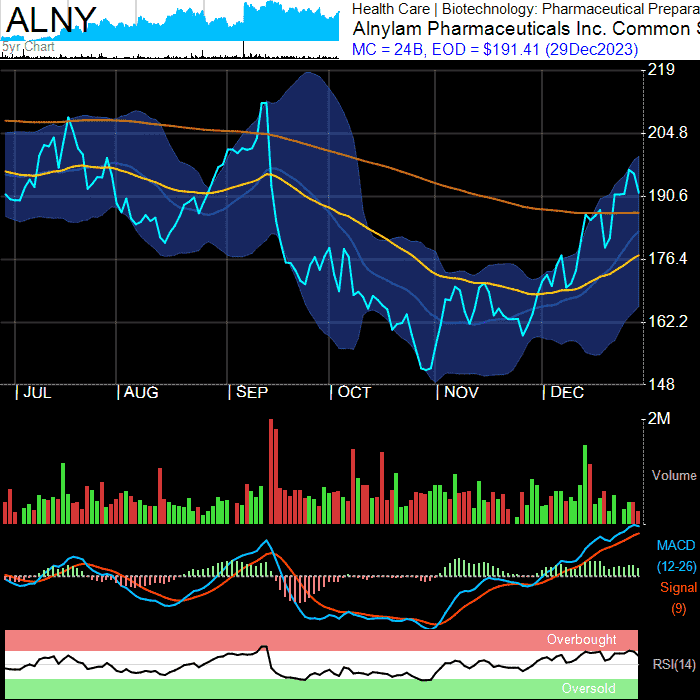 ALNY
5yr Chart
Health Care | Biotechnology: Pharmaceutical Prepara
Alnylam Pharmaceuticals Inc. Common S
MC = 24B, EOD = $191.41 (29Dec2023)
219
204.8
190.6
176.4
162.2
148
| JUL | AUG | SEP | OCT | NOV | DEC
2M
Volume
MACD
(12-26)
Signal
(9)
Overbought
RSI(14)
Oversold